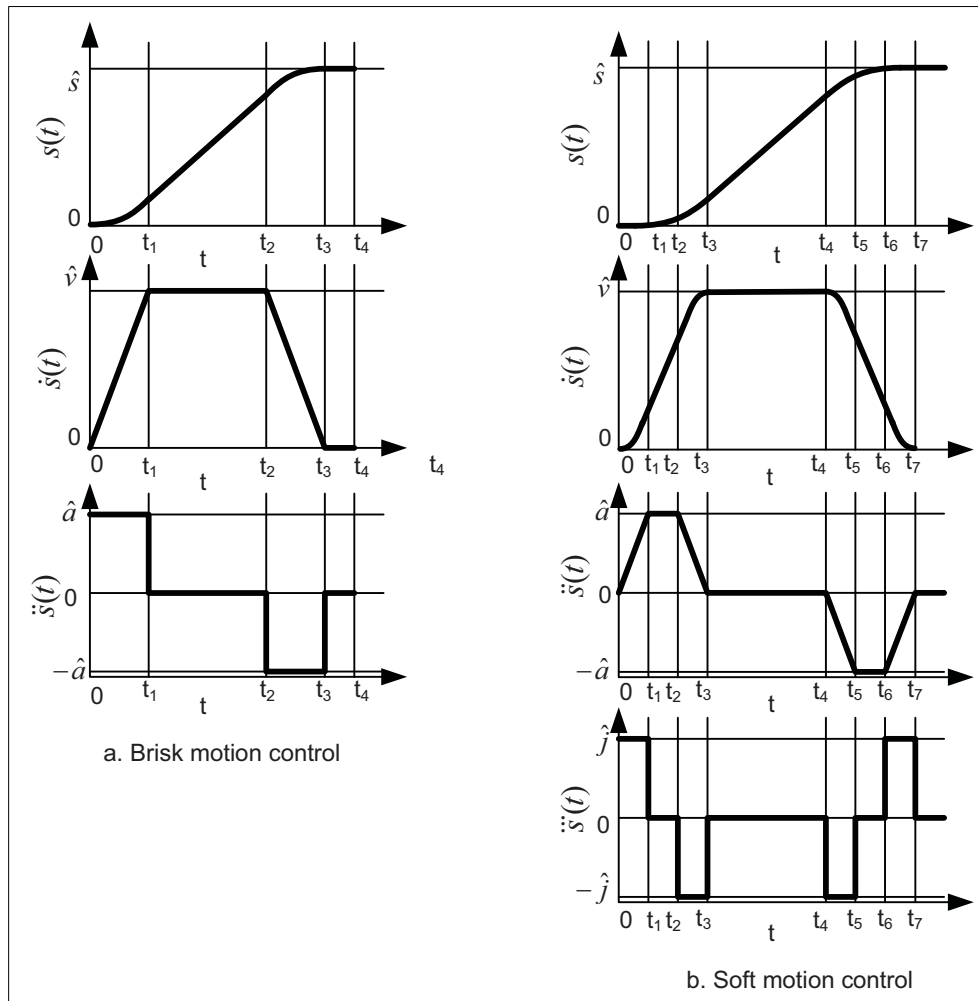 ŝ
s(t)
0
0 t₁ t₂ t₃ t₄
t
v̂
ṡ(t)
0
0 t₁ t₂ t₃ t₄ t₄
t
â
s̈(t)
0
−â
0 t₁ t₂ t₃ t₄
t
a. Brisk motion control
ŝ
s(t)
0
0 t₁ t₂ t₃ t₄ t₅ t₆ t₇
t
v̂
ṡ(t)
0
0 t₁ t₂ t₃ t₄ t₅ t₆ t₇
t
â
s̈(t)
0
−â
0 t₁ t₂ t₃ t₄ t₅ t₆ t₇
t
ĵ
s⃛(t)
0
−ĵ
0 t₁ t₂ t₃ t₄ t₅ t₆ t₇
t
b. Soft motion control